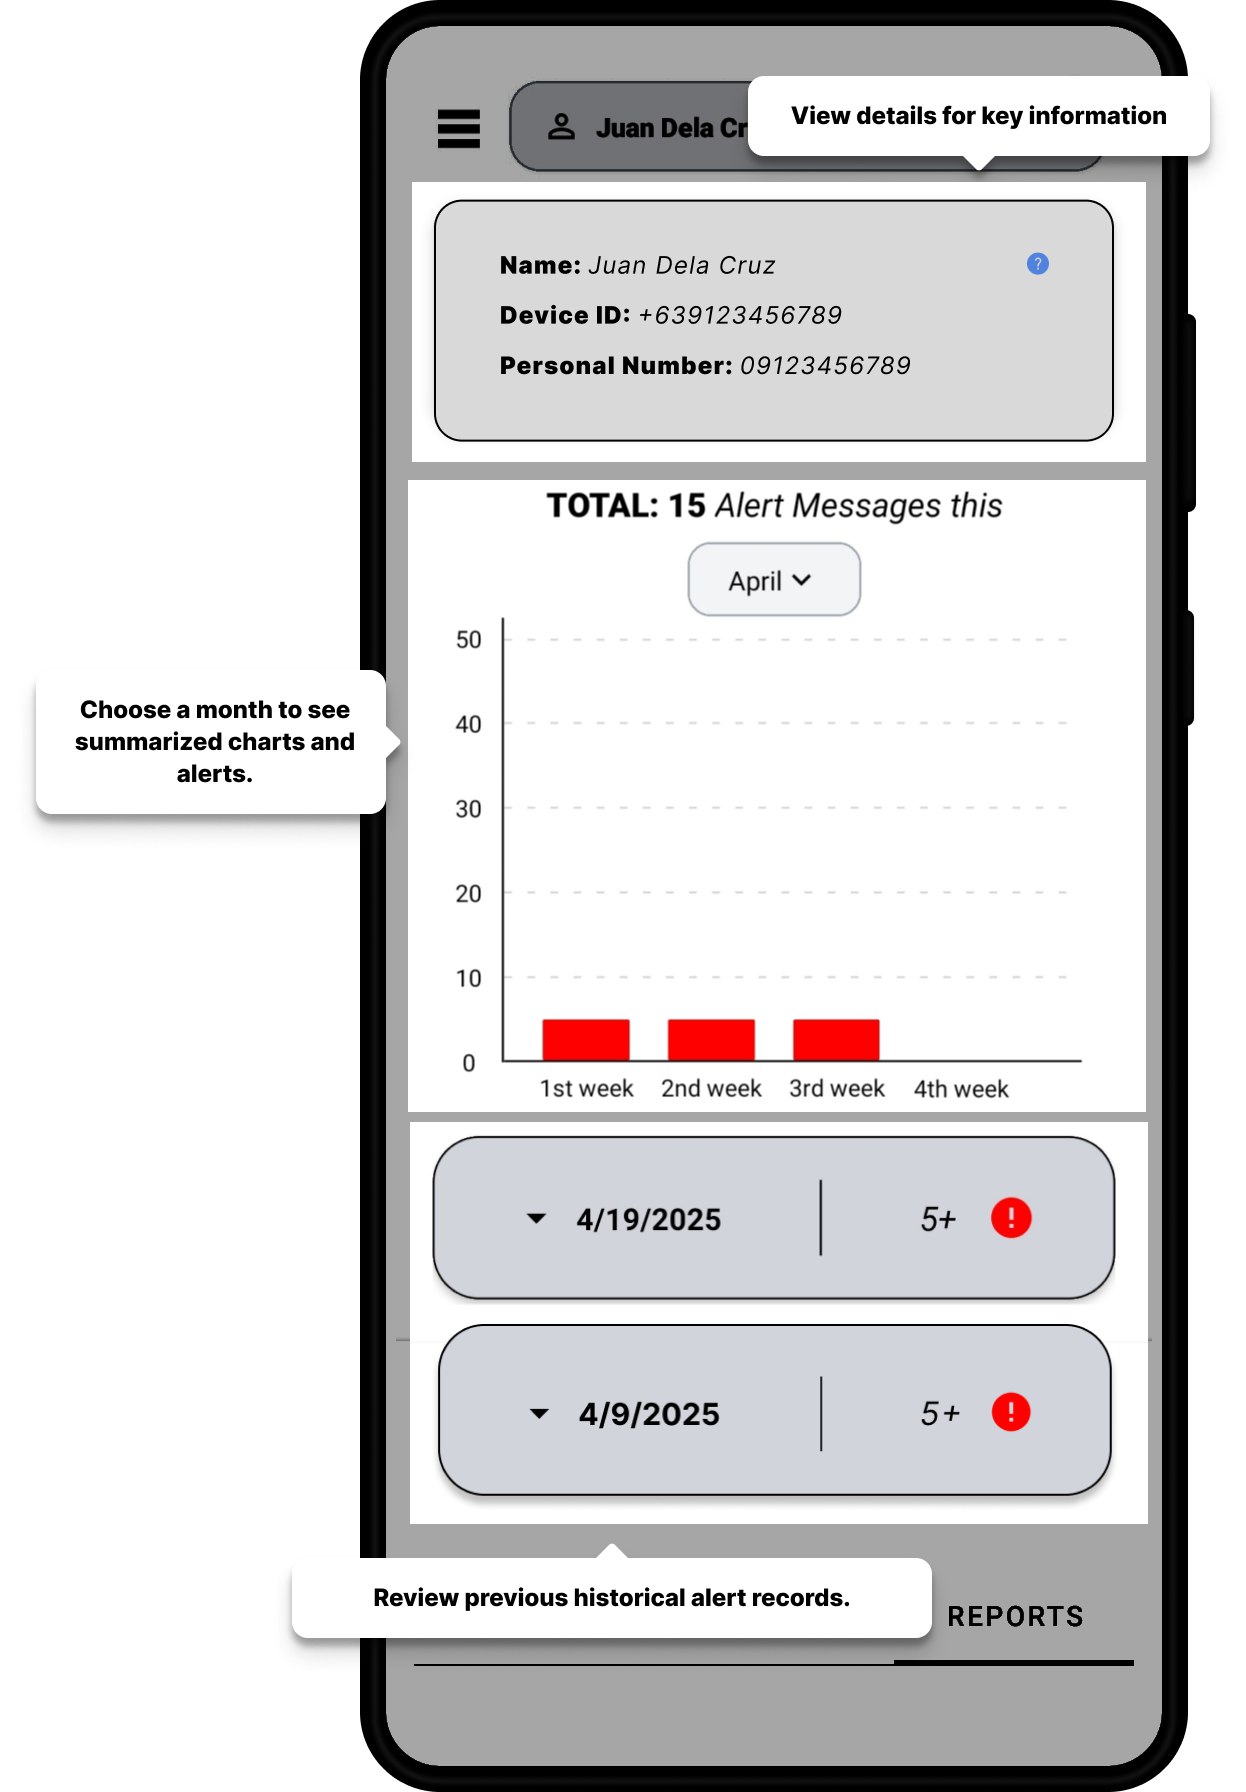 View details for key information
Juan Dela Cr
Name: Juan Dela Cruz
?
Device ID: +639123456789
Personal Number: 09123456789
TOTAL: 15 Alert Messages this
April
50
40
30
20
10
0
1st week 2nd week 3rd week 4th week
Choose a month to see
summarized charts and
alerts.
4/19/2025 5+ !
4/9/2025 5+ !
Review previous historical alert records.
REPORTS